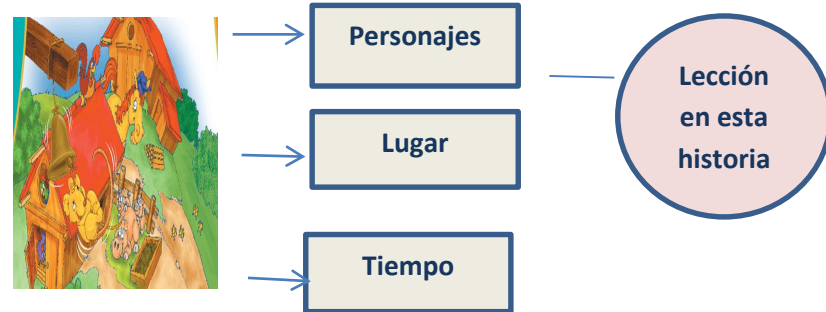 Personajes
Lugar
Tiempo
Lección
en esta
historia